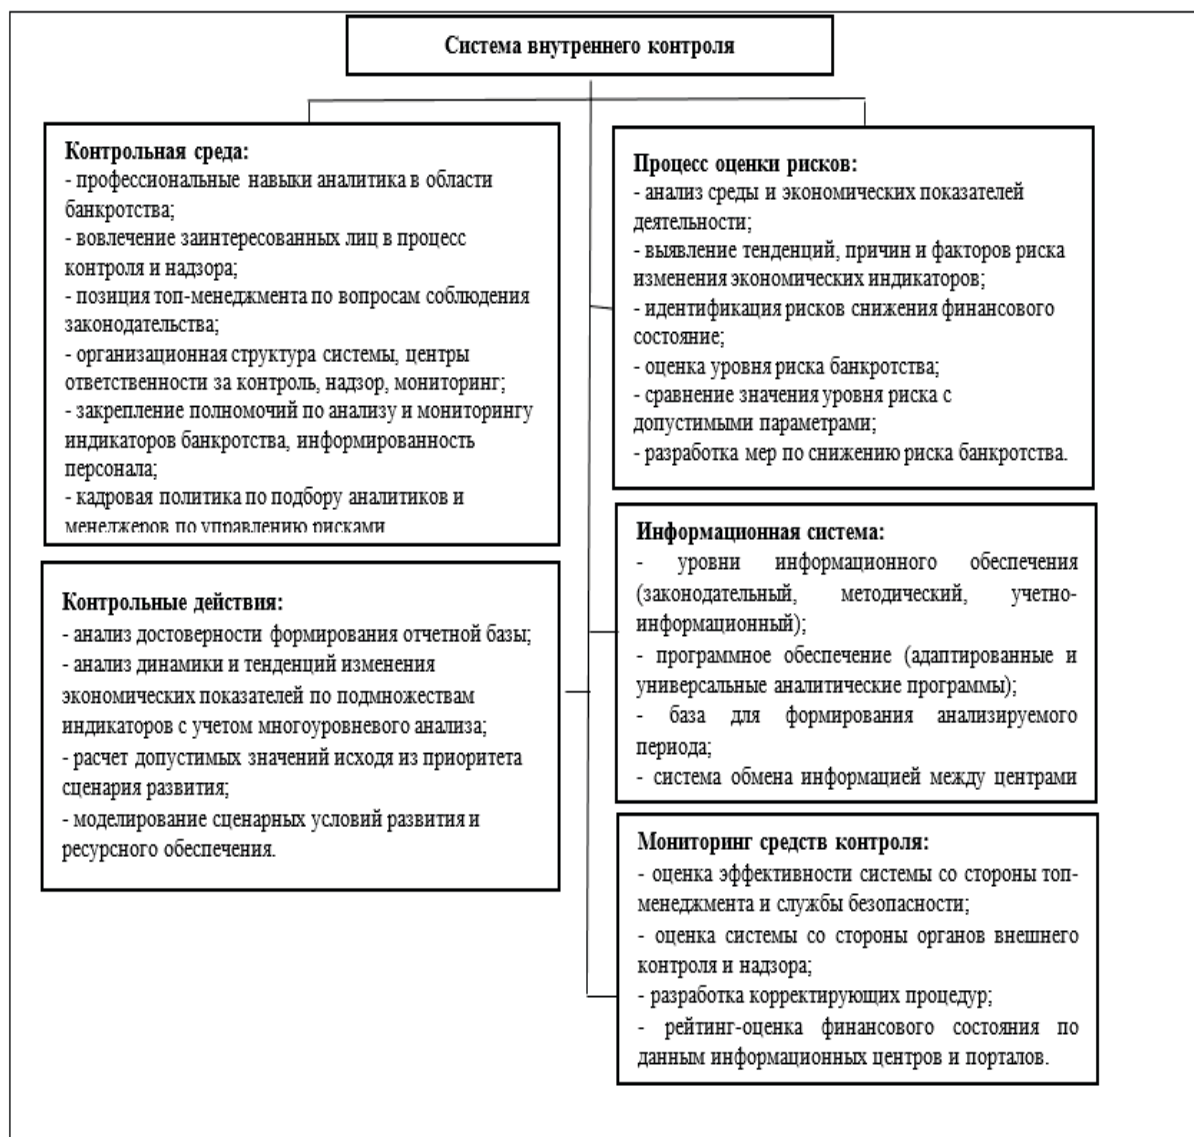 Система внутреннего контроля
Контрольная среда:
- профессиональные навыки аналитика в области
банкротства;
- вовлечение заинтересованных лиц в процесс
контроля и надзора;
- позиция топ-менеджмента по вопросам соблюдения
законодательства;
- организационная структура системы, центры
ответственности за контроль, надзор, мониторинг;
- закрепление полномочий по анализу и мониторингу
индикаторов банкротства, информированность
персонала;
- кадровая политика по подбору аналитиков и
менеджеров по управлению рисками
Процесс оценки рисков:
- анализ среды и экономических показателей
деятельности;
- выявление тенденций, причин и факторов риска
изменения экономических индикаторов;
- идентификация рисков снижения финансового
состояние;
- оценка уровня риска банкротства;
- сравнение значения уровня риска с
допустимыми параметрами;
- разработка мер по снижению риска банкротства.
Контрольные действия:
- анализ достоверности формирования отчетной базы;
- анализ динамики и тенденций изменения
экономических показателей по подмножествам
индикаторов с учетом многоуровневого анализа;
- расчет допустимых значений исходя из приоритета
сценария развития;
- моделирование сценарных условий развития и
ресурсного обеспечения.
Информационная система:
- уровни информационного обеспечения
(законодательный, методический, учетно-
информационный);
- программное обеспечение (адаптированные и
универсальные аналитические программы);
- база для формирования анализируемого
периода;
- система обмена информацией между центрами
Мониторинг средств контроля:
- оценка эффективности системы со стороны топ-
менеджмента и службы безопасности;
- оценка системы со стороны органов внешнего
контроля и надзора;
- разработка корректирующих процедур;
- рейтинг-оценка финансового состояния по
данным информационных центров и порталов.